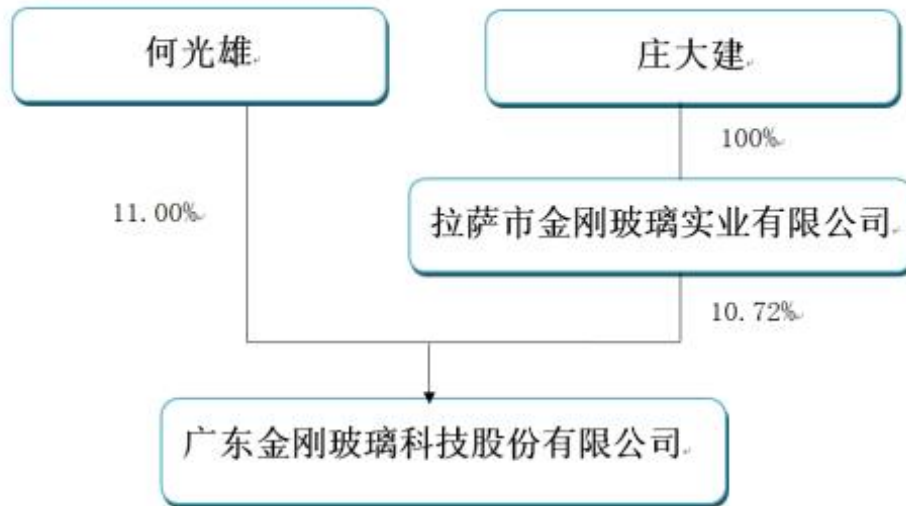 何光雄
庄大建
100%
11.00%
拉萨市金刚玻璃实业有限公司
10.72%
广东金刚玻璃科技股份有限公司